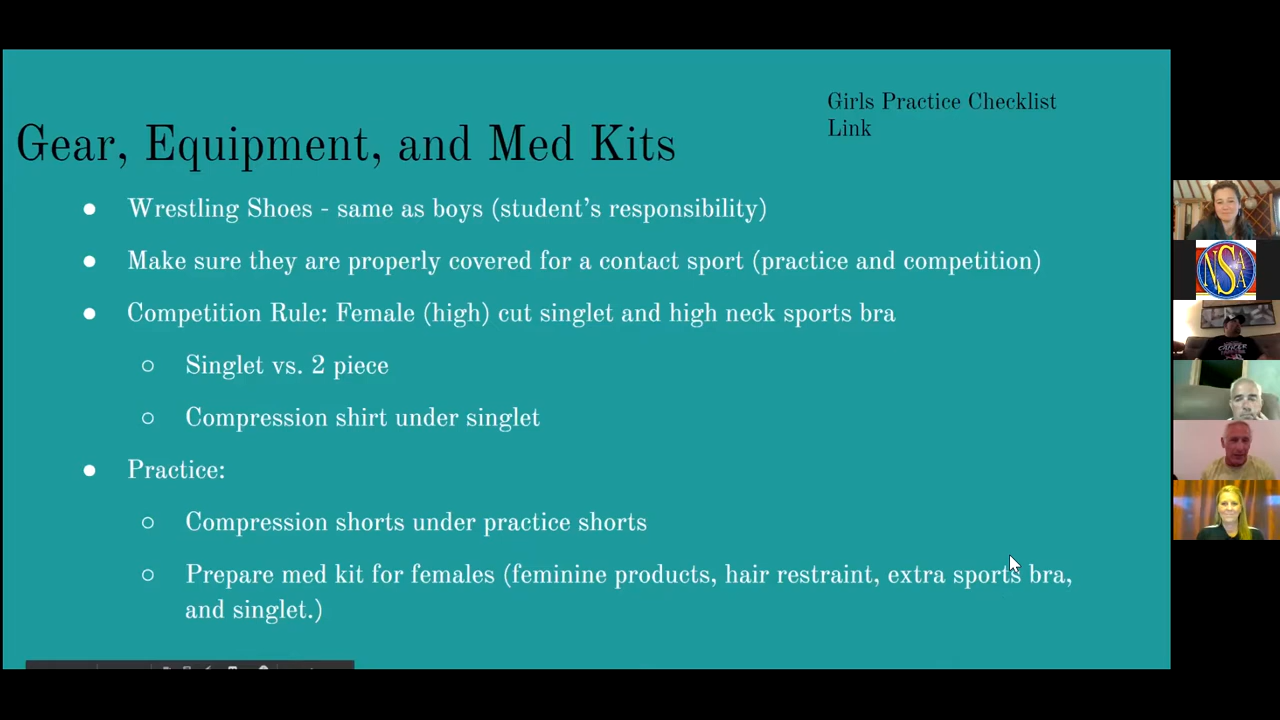 Girls Practice Checklist
Link
Gear, Equipment, and Med Kits
● Wrestling Shoes - same as boys (student's responsibility)
● Make sure they are properly covered for a contact sport (practice and competition)
● Competition Rule: Female (high) cut singlet and high neck sports bra
○ Singlet vs. 2 piece
○ Compression shirt under singlet
● Practice:
○ Compression shorts under practice shorts
○ Prepare med kit for females (feminine products, hair restraint, extra sports bra,
and singlet.)
NSAA